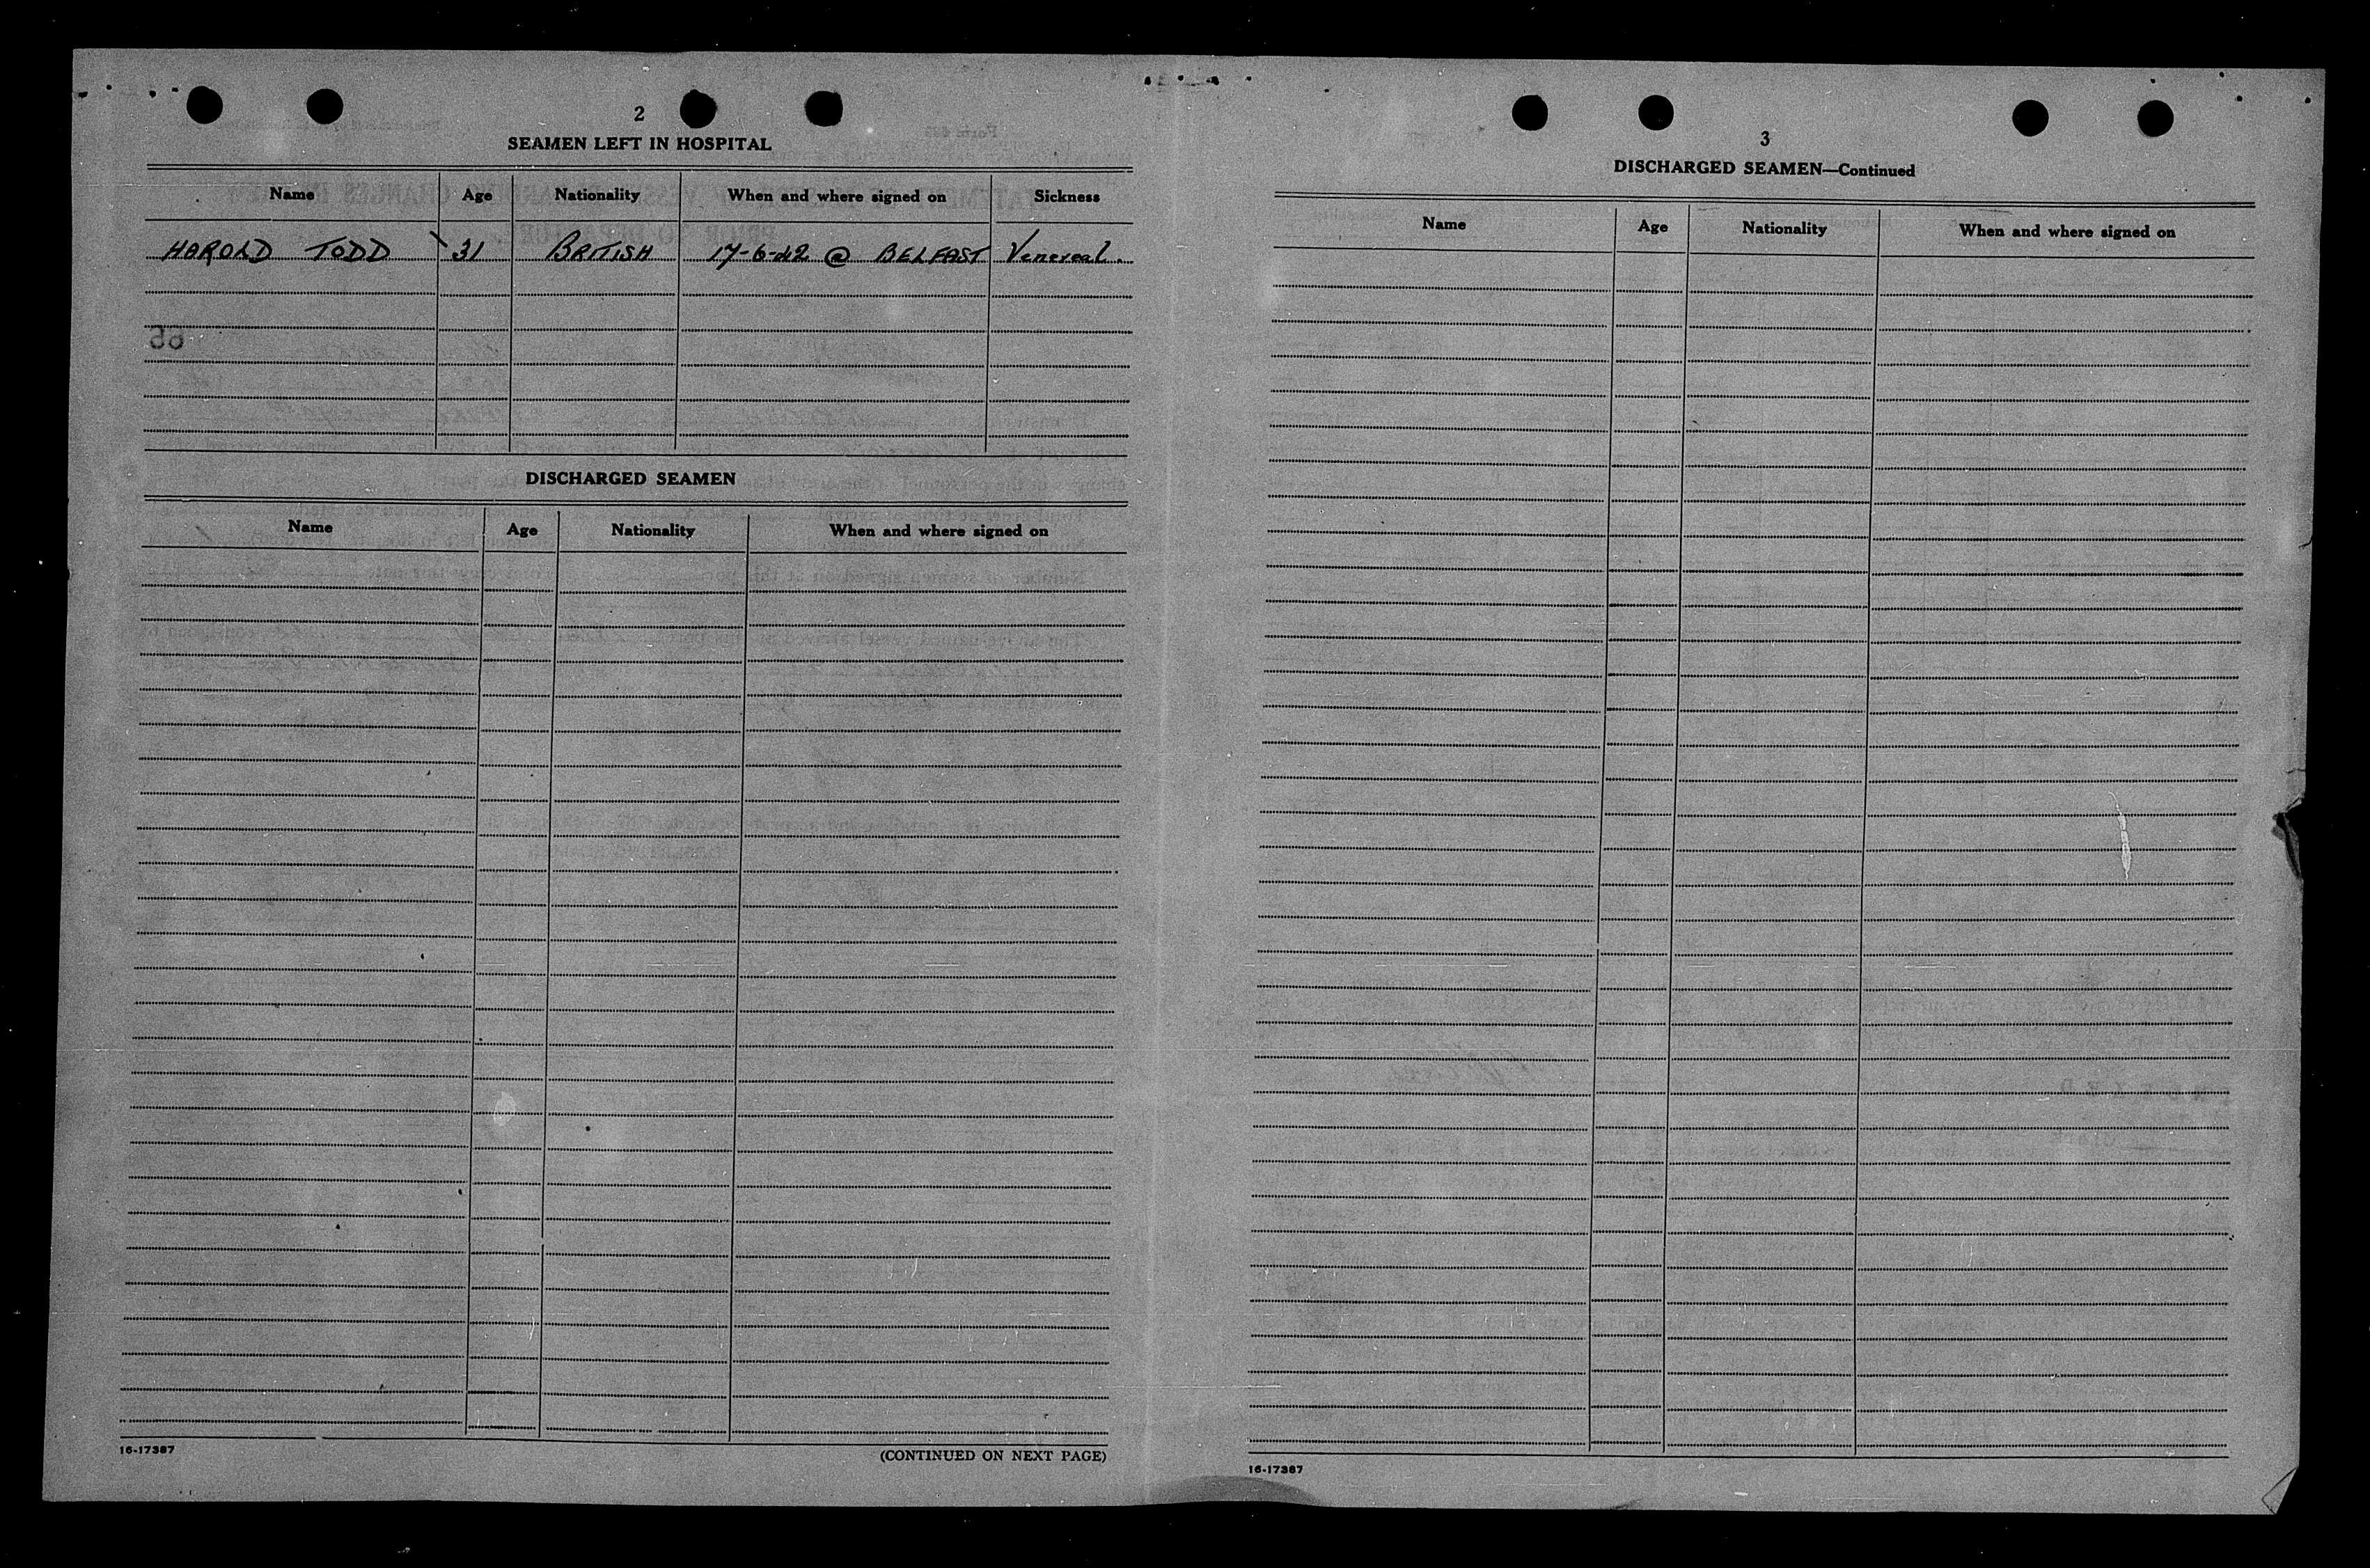 2
SEAMEN LEFT IN HOSPITAL
Name Age Nationality When and where signed on Sickness
HAROLD TODD 31 BRITISH 17-6-42 @ BELFAST Venereal.
DISCHARGED SEAMEN
Name Age Nationality When and where signed on
16-17387
(CONTINUED ON NEXT PAGE)
3
DISCHARGED SEAMEN—Continued
Name Age Nationality When and where signed on
16-17387